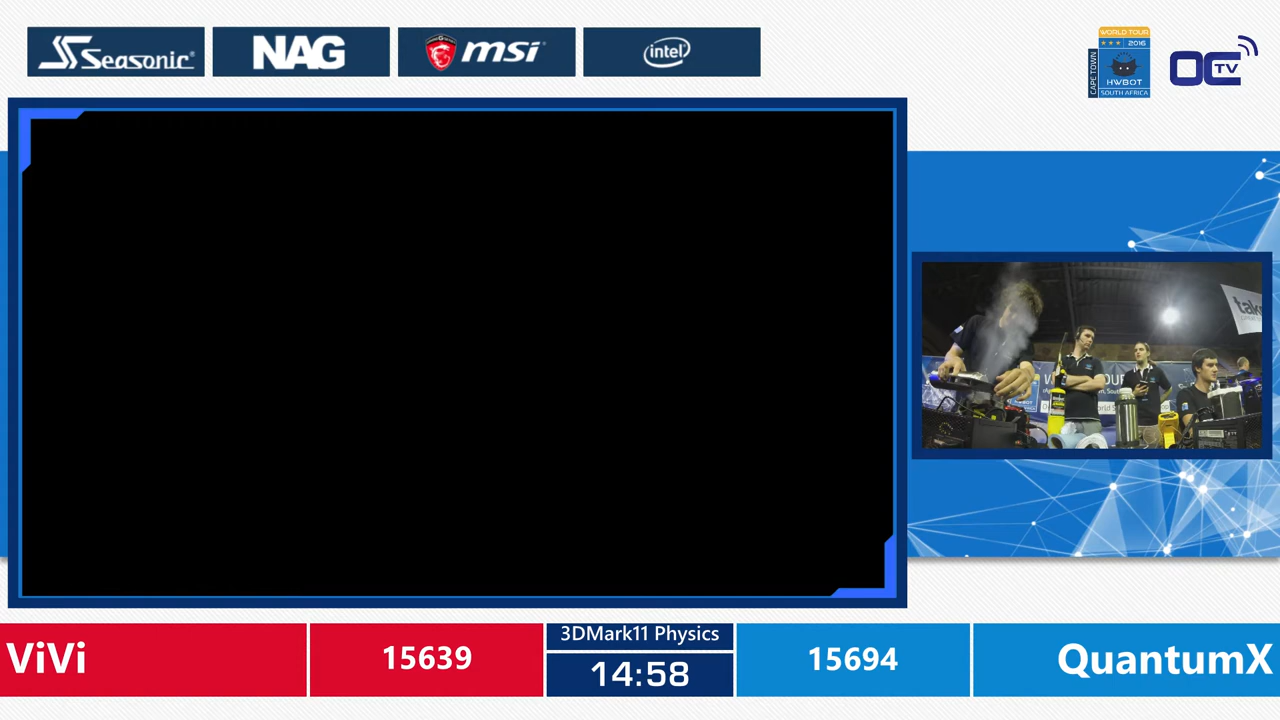 Seasonic
NAG
msi
intel
WORLD TOUR
2016
CAPE TOWN
HWBOT
SOUTH AFRICA
OC TV
ViVi
15639
3DMark11 Physics
14:58
15694
QuantumX